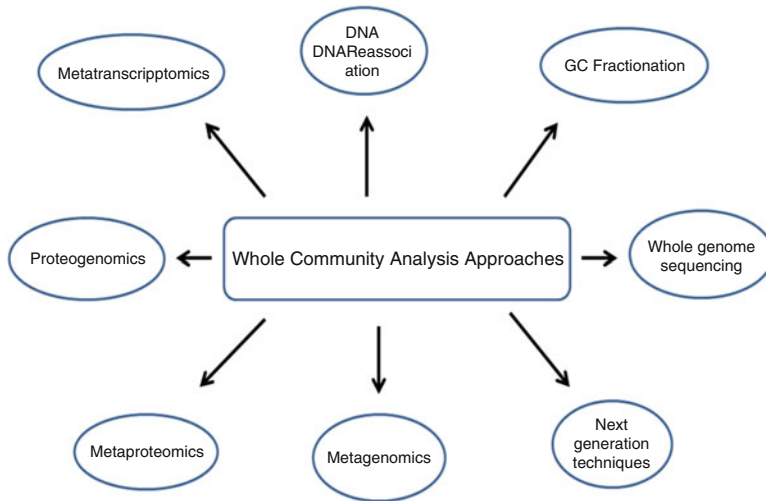 DNA
DNAReassoci
ation
Metatranscripptomics
GC Fractionation
Proteogenomics
Whole Community Analysis Approaches
Whole genome
sequencing
Metaproteomics
Metagenomics
Next
generation
techniques